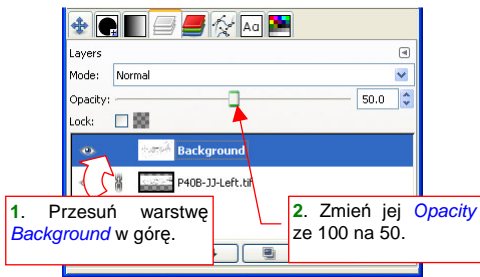 Aa
Layers
Mode: Normal
Opacity: 50.0
Lock:
Background
P40B-JJ-Left.tif
1. Przesuń warstwę
Background w górę.
2. Zmień jej Opacity
ze 100 na 50.